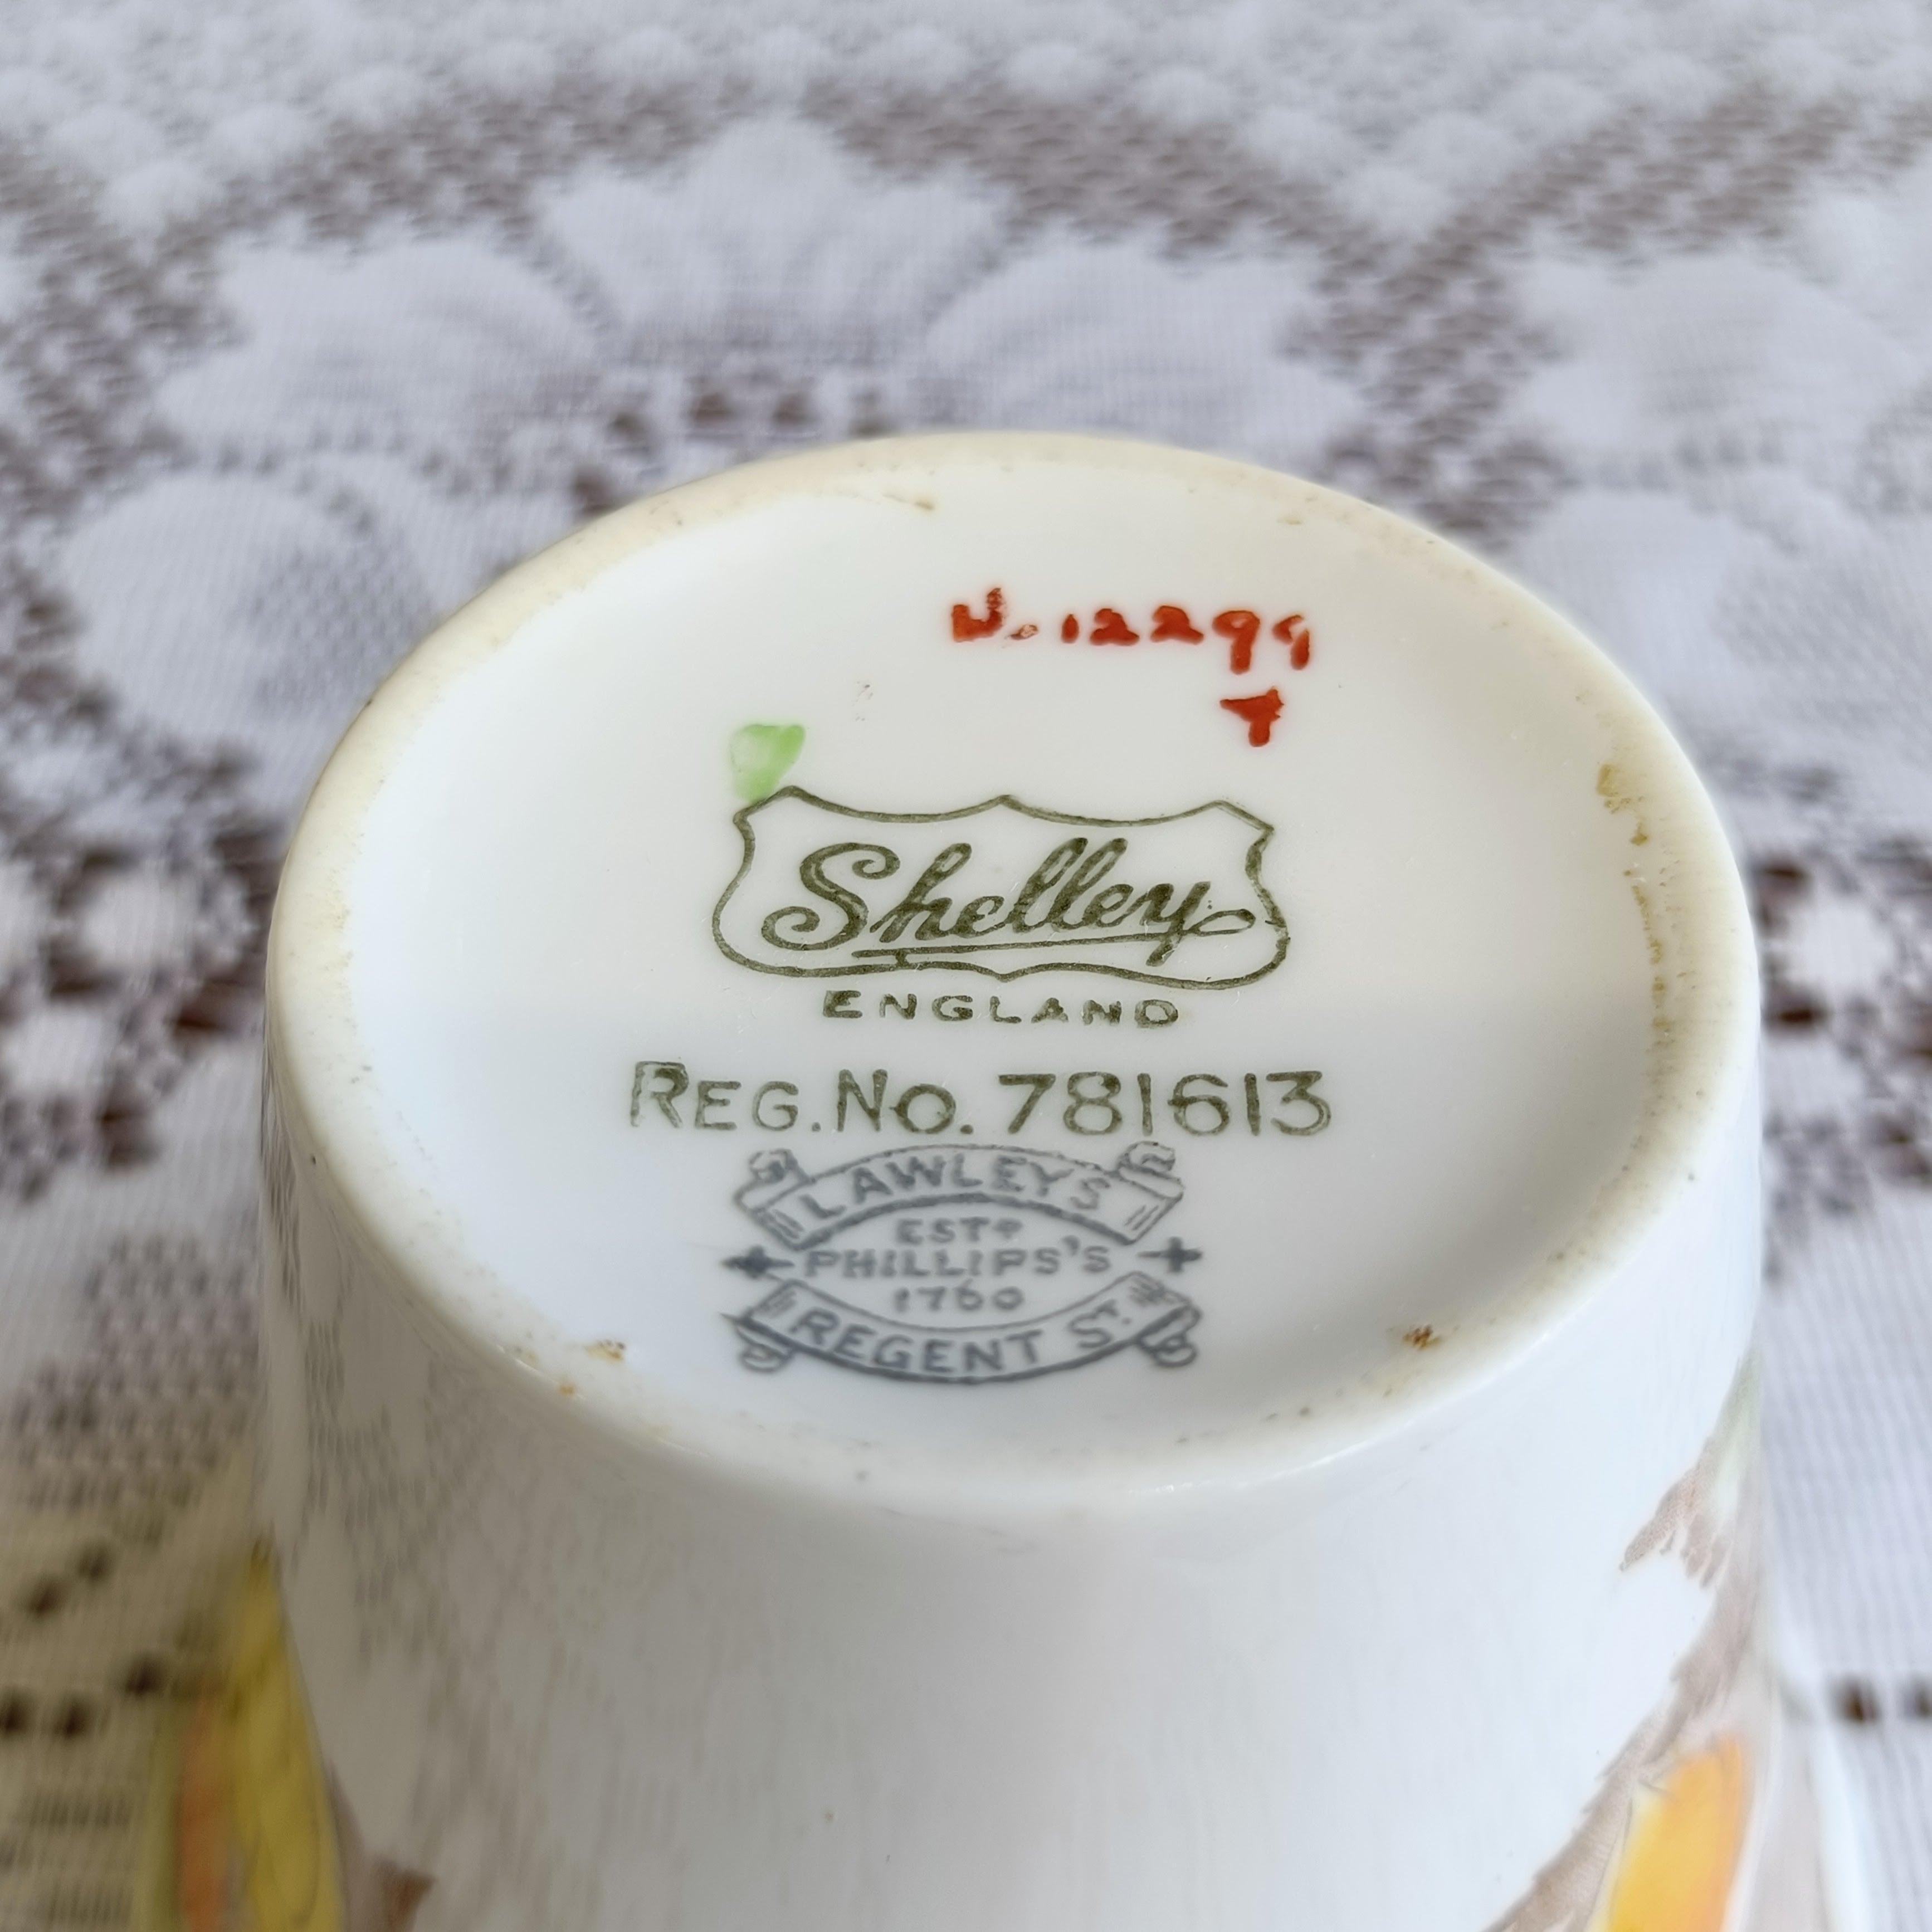 N. 12299
Shelley
ENGLAND
REG. NO. 781613
LAWLEY'S
ESTD
PHILLIPS'S
1760
REGENT ST.